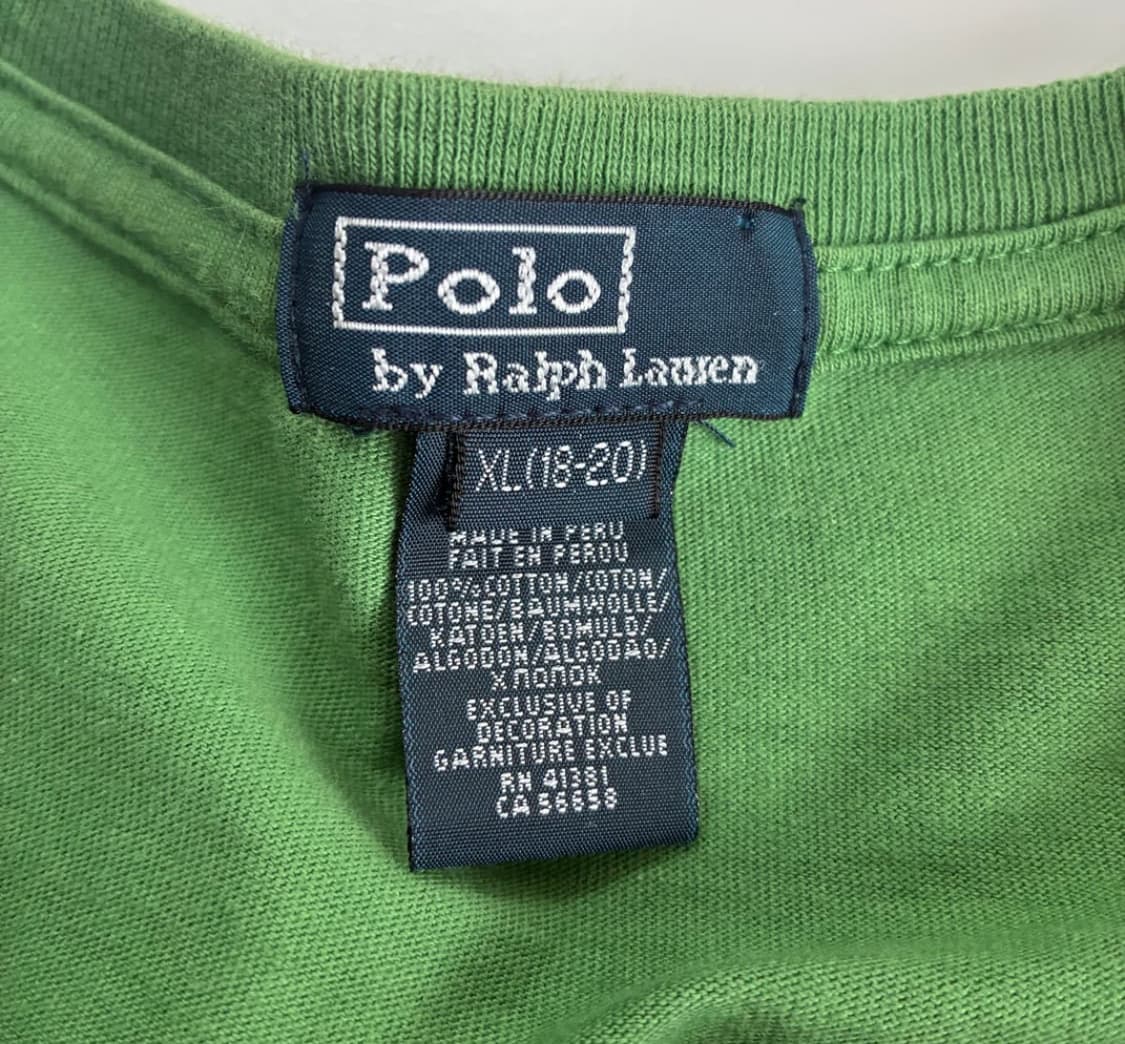 Polo
by Ralph Lauren
XL(18-20)
MADE IN PERU
FAIT EN PEROU
100%COTTON/COTON/
COTONE/BAUMWOLLE/
KATOEN/BOMULD/
ALGODON/ALGODAO/
ХЛОПОК
EXCLUSIVE OF
DECORATION
GARNITURE EXCLUE
RN 41381
CA 56658